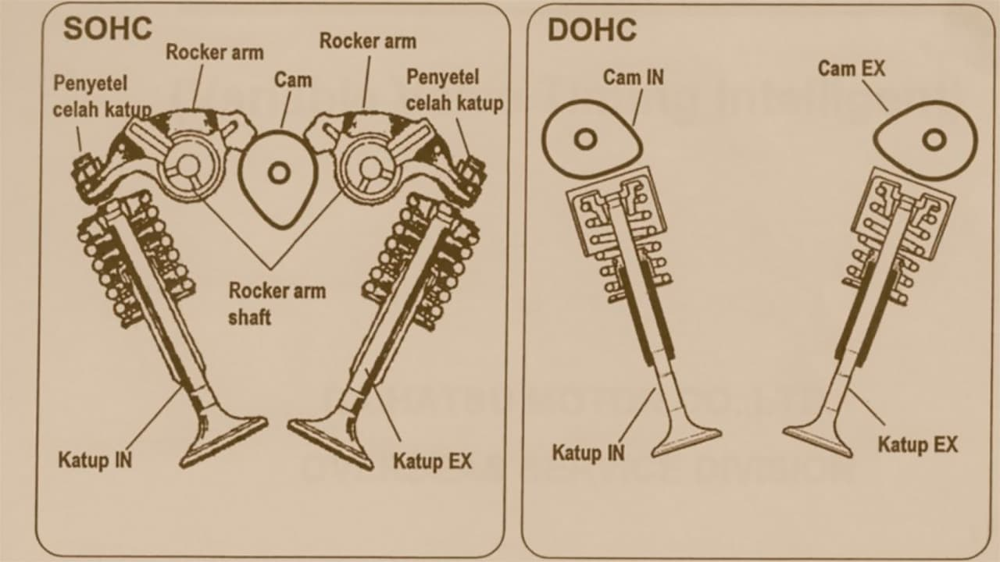 SOHC
Rocker arm
Rocker arm
Penyetel
celah katup
Cam
Penyetel
celah katup
Rocker arm
shaft
Katup IN
Katup EX
DOHC
Cam IN
Cam EX
Katup IN
Katup EX
DIVISION